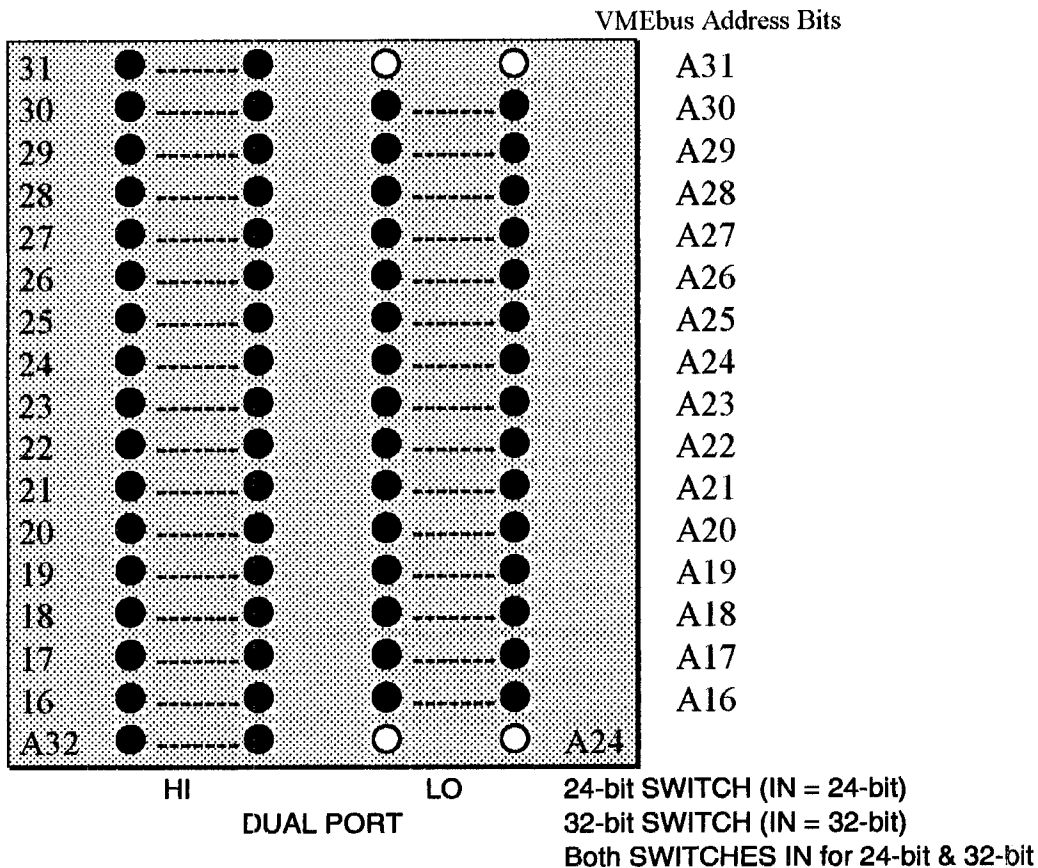 VMEbus Address Bits
31 A31
30 A30
29 A29
28 A28
27 A27
26 A26
25 A25
24 A24
23 A23
22 A22
21 A21
20 A20
19 A19
18 A18
17 A17
16 A16
A32 A24
HI LO 24-bit SWITCH (IN = 24-bit)
DUAL PORT 32-bit SWITCH (IN = 32-bit)
Both SWITCHES IN for 24-bit & 32-bit